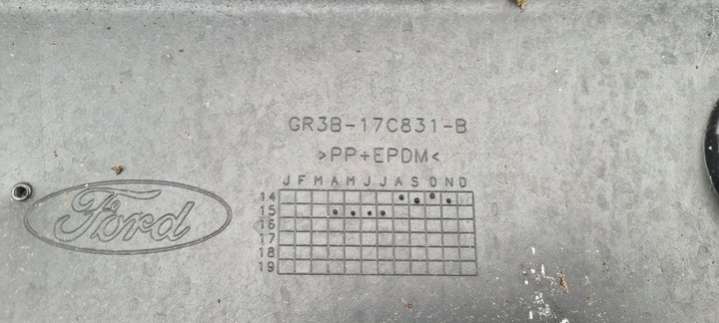 GR3B-17C831-B
>PP+EPDM<
J F M A M J J A S O N D
14
15
16
17
18
19
Ford